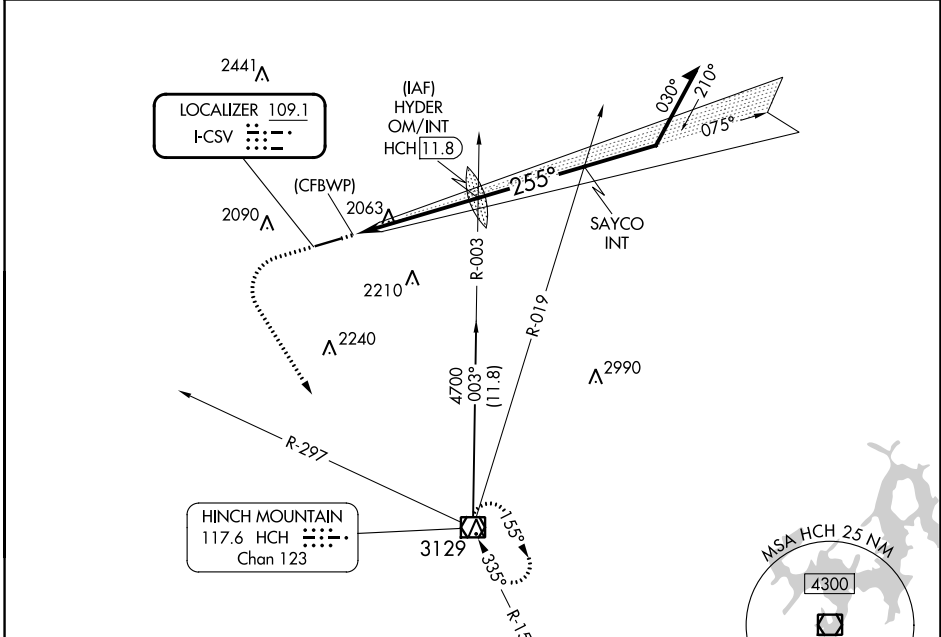 2441
LOCALIZER 109.1
I-CSV
(IAF)
HYDER
OM/INT
HCH 11.8
030°
210°
075°
255°
(CFBWP)
2063
2090
SAYCO
INT
R-003
2210
R-019
2240
4700
003°
(11.8)
2990
R-297
HINCH MOUNTAIN
117.6 HCH
Chan 123
3129
155°
335°
MSA HCH 25 NM
4300